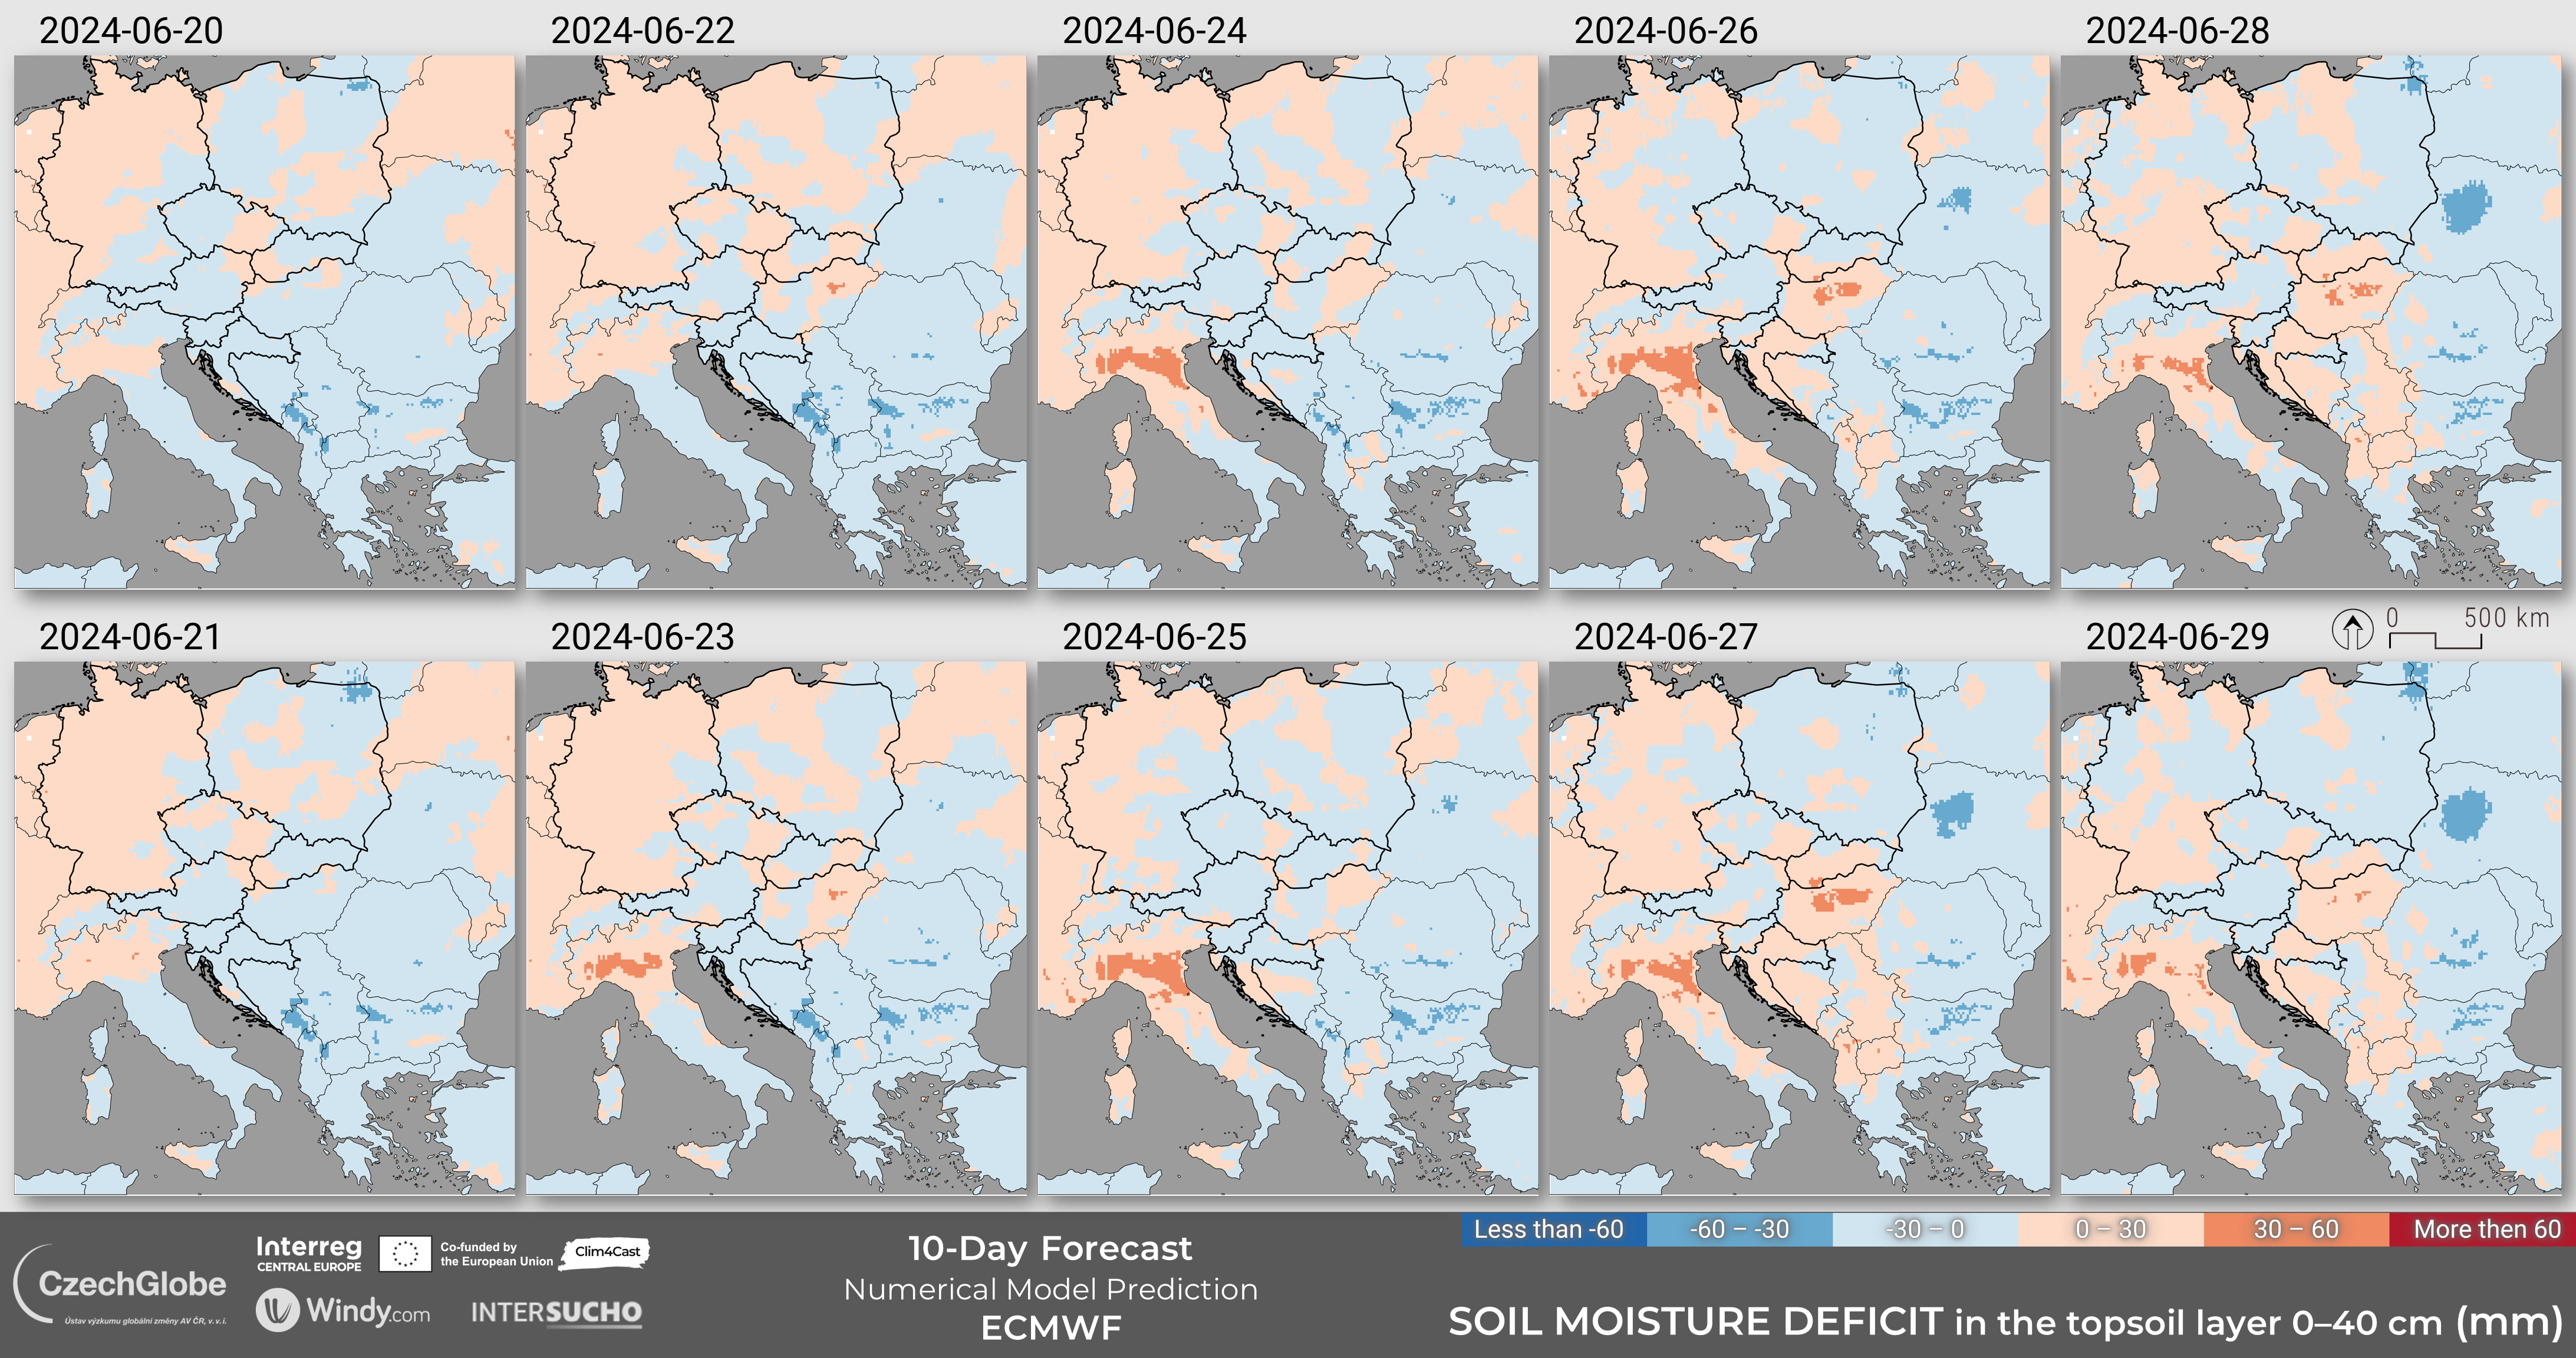 2024-06-20
2024-06-22
2024-06-24
2024-06-26
2024-06-28
2024-06-21
2024-06-23
2024-06-25
2024-06-27
2024-06-29
0 500 km
Less than -60
-60 – -30
-30 – 0
0 – 30
30 – 60
More then 60
CzechGlobe
Ústav výzkumu globální změny AV ČR, v. v. i.
Interreg
CENTRAL EUROPE
Co-funded by
the European Union
Clim4Cast
Windy.com
INTERSUCHO
10-Day Forecast
Numerical Model Prediction
ECMWF
SOIL MOISTURE DEFICIT in the topsoil layer 0–40 cm (mm)